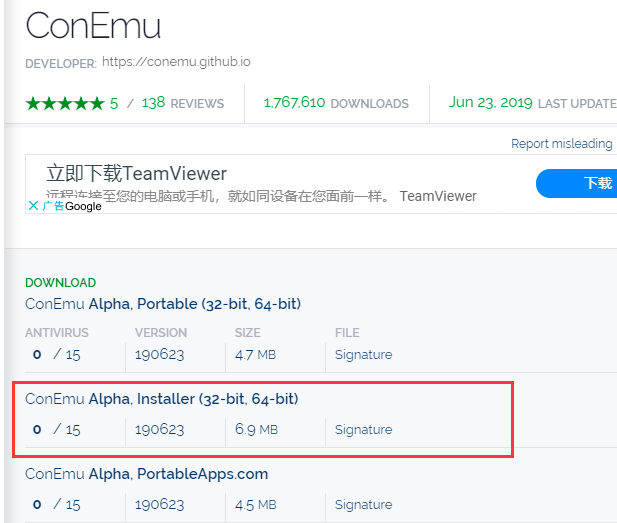 ConEmu
DEVELOPER: https://conemu.github.io
★★★★★ 5 / 138 REVIEWS 1,767,610 DOWNLOADS Jun 23, 2019 LAST UPDATE
Report misleading
立即下载TeamViewer
远程连接至您的电脑或手机，就如同设备在您面前一样。 TeamViewer
下载
广告Google
DOWNLOAD
ConEmu Alpha, Portable (32-bit, 64-bit)
ANTIVIRUS VERSION SIZE FILE
0 / 15 190623 4.7 MB Signature
ConEmu Alpha, Installer (32-bit, 64-bit)
0 / 15 190623 6.9 MB Signature
ConEmu Alpha, PortableApps.com
0 / 15 190623 4.5 MB Signature